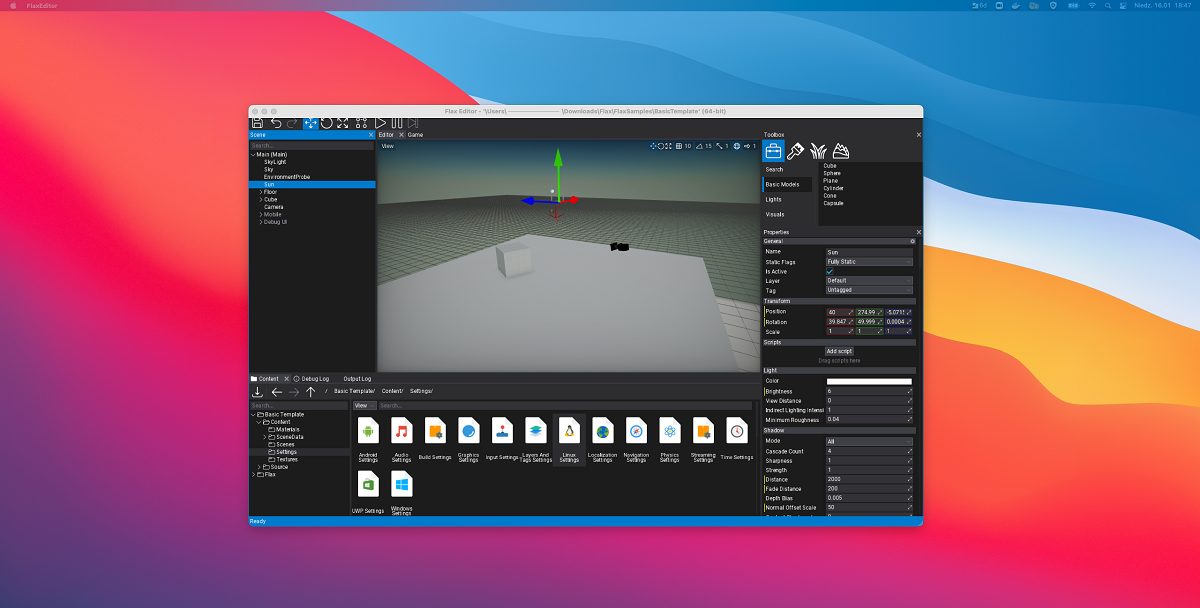 FlaxEditor
Niedz. 16.01 18:47
Flax Editor - "\Users\ \Downloads\Flax\FlaxSamples\BasicTemplate" (64-bit)
Scene
Search...
Main (Main)
SkyLight
Sky
EnvironmentProbe
Sun
Floor
Cube
Camera
Mobile
Debug UI
Editor
Game
View
10
15
1
1
Toolbox
Search
Basic Models
Lights
Visuals
Cube
Sphere
Plane
Cylinder
Cone
Capsule
Properties
General
Name Sun
Static Flags Fully Static
Is Active
Layer Default
Tag Untagged
Transform
Position 40 274.99 -5.071
Rotation 39.847 49.999 0.0004
Scale 1 1 1
Scripts
Add script
Drag scripts here
Light
Color
Brightness 6
View Distance 0
Indirect Lighting Intensi 1
Minimum Roughness 0.04
Shadow
Mode All
Cascade Count 4
Sharpness 1
Strength 1
Distance 2000
Fade Distance 200
Depth Bias 0.005
Normal Offset Scale 50
Content
Debug Log
Output Log
/ Basic Template/ Content/ Settings/
Search...
View
Search...
Basic Template
Content
Materials
SceneData
Scenes
Settings
Textures
Source
Flax
Android Settings
Audio Settings
Build Settings
Graphics Settings
Input Settings
Layers And Tags Settings
Linux Settings
Localization Settings
Navigation Settings
Physics Settings
Streaming Settings
Time Settings
UWP Settings
Windows Settings
Ready